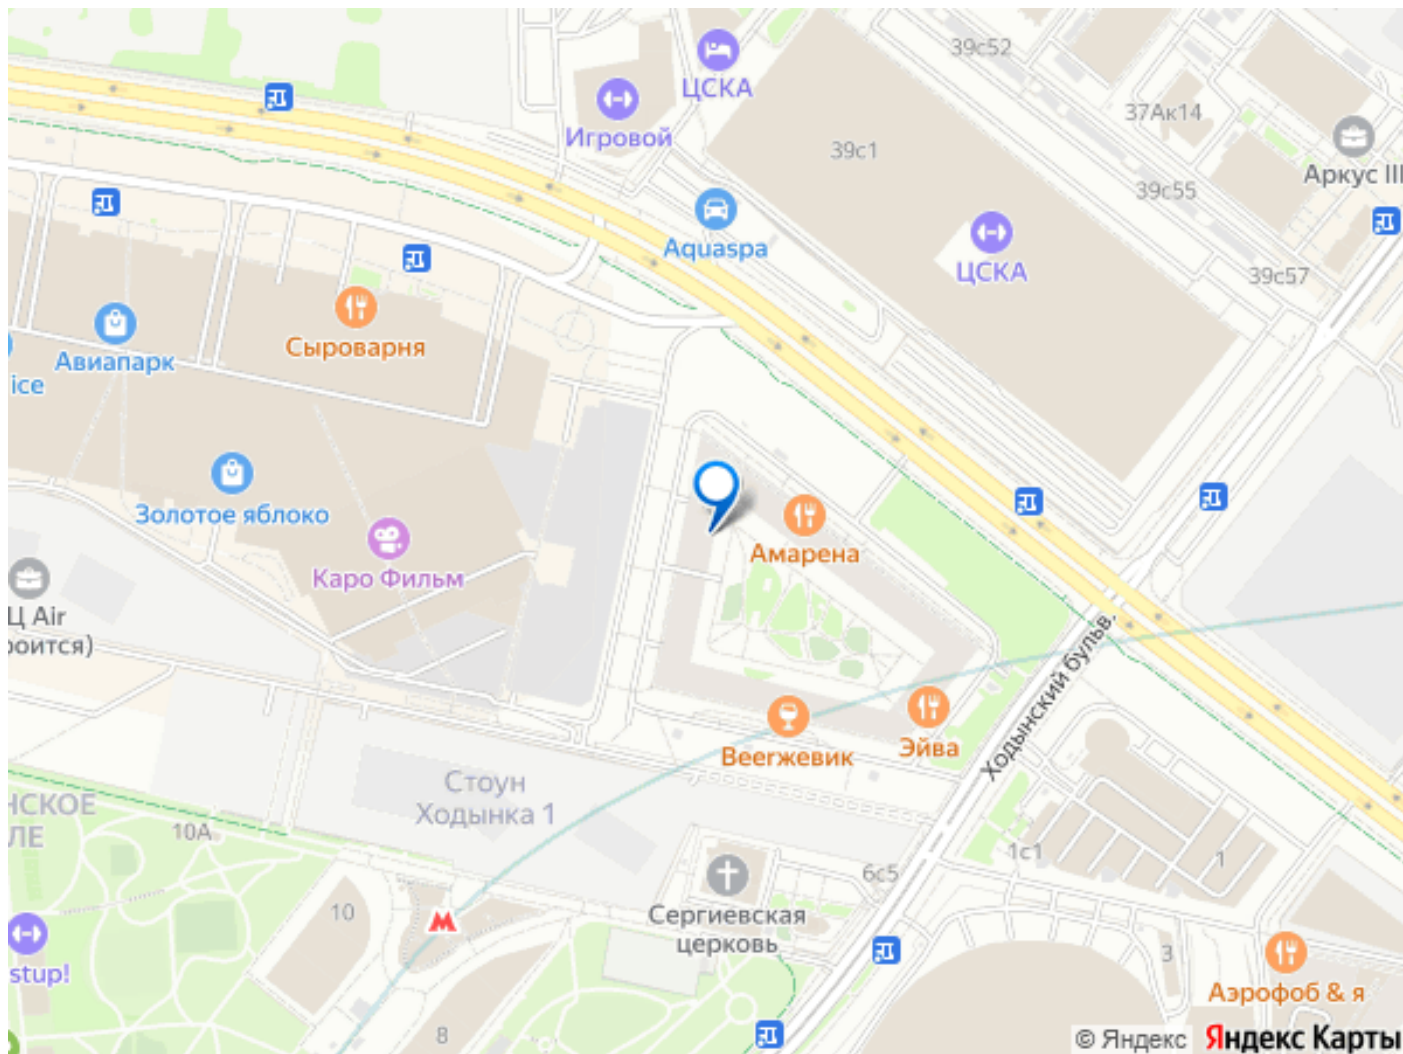 39с52
ЦСКА
37Ак14
Игровой
39с1
Аркус III
39с55
Aquaspa
ЦСКА
39с57
Сыроварня
Авиапарк
ice
Золотое яблоко
Амарена
Каро Фильм
Ц Air
роится)
Ходынский бульв.
Веегжевик
Эйва
Стоун
Ходынка 1
НСКОЕ
ЛЕ
10А
1с1
1
6с5
10
Сергиевская
церковь
stup!
3
Аэрофоб & я
8
© Яндекс
Яндекс Карты